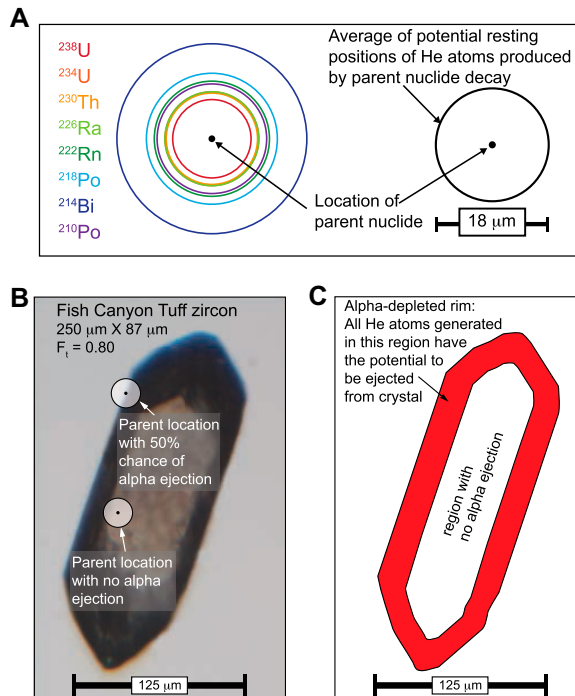 A
²³⁸U
²³⁴U
²³⁰Th
²²⁶Ra
²²²Rn
²¹⁸Po
²¹⁴Bi
²¹⁰Po
Average of potential resting
positions of He atoms produced
by parent nuclide decay
Location of
parent nuclide
18 μm
B
Fish Canyon Tuff zircon
250 μm X 87 μm
Fₜ = 0.80
Parent location
with 50%
chance of
alpha ejection
Parent location
with no alpha
ejection
125 μm
C
Alpha-depleted rim:
All He atoms generated
in this region have
the potential to
be ejected
from crystal
region with
no alpha ejection
125 μm